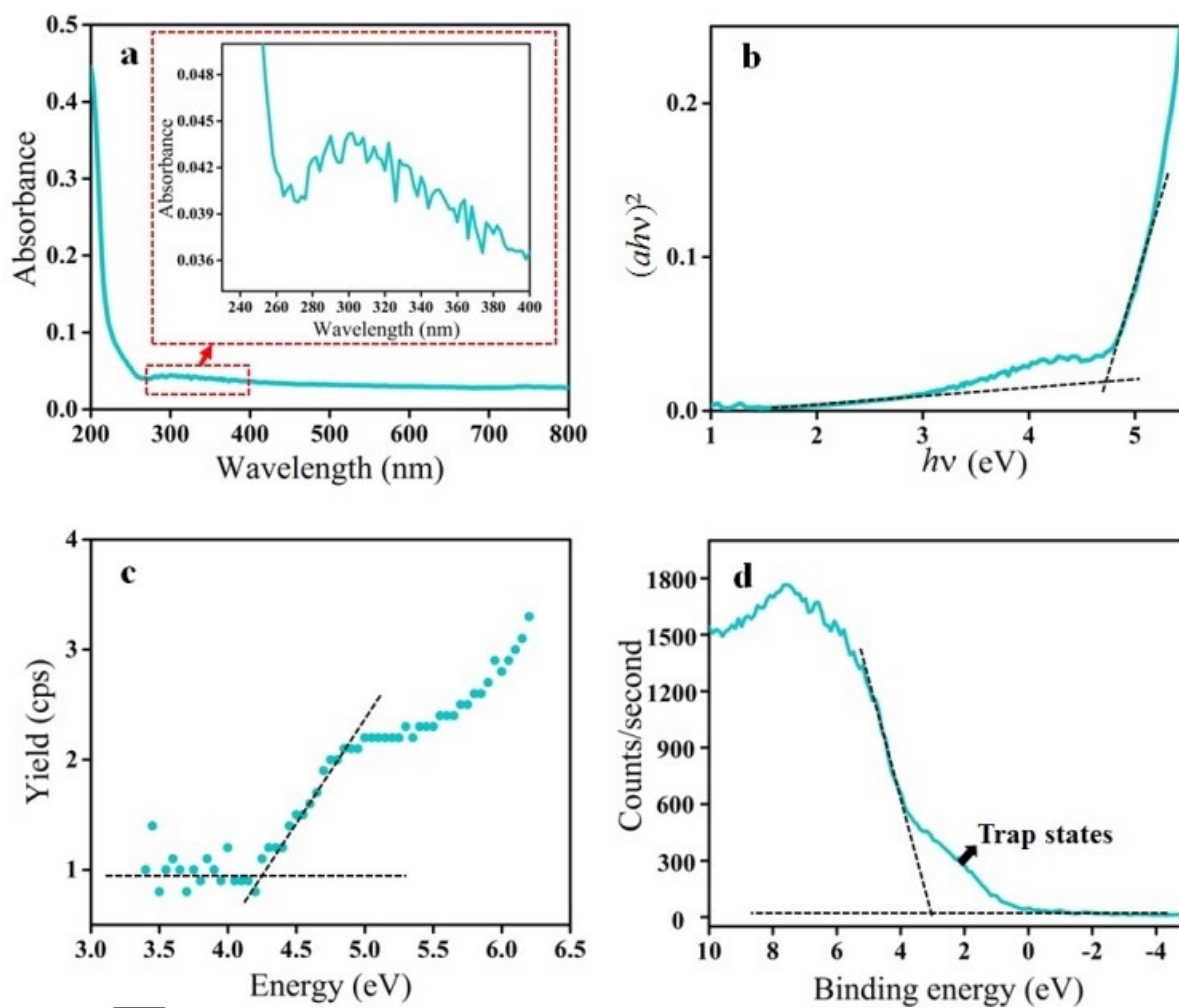 a
Absorbance
0.5
0.4
0.3
0.2
0.1
0.0
200 300 400 500 600 700 800
Wavelength (nm)
Absorbance
0.048
0.044
0.042
0.039
0.036
240 260 280 300 320 340 360 380 400
Wavelength (nm)
b
(ahν)²
0.2
0.1
0.0
1 2 3 4 5
hν (eV)
c
Yield (cps)
4
3
2
1
3.0 3.5 4.0 4.5 5.0 5.5 6.0 6.5
Energy (eV)
d
Counts/second
1800
1500
1200
900
600
300
0
Trap states
10 8 6 4 2 0 -2 -4
Binding energy (eV)